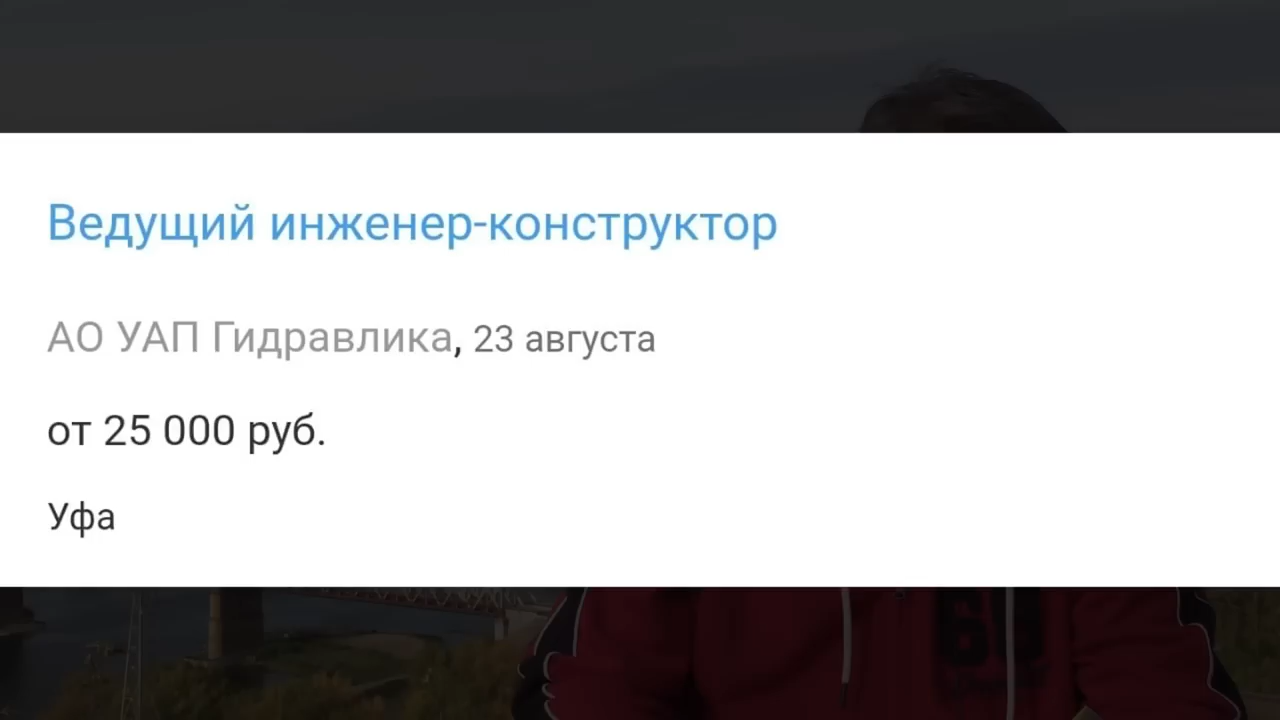 Ведущий инженер-конструктор
АО УАП Гидравлика, 23 августа
от 25 000 руб.
Уфа